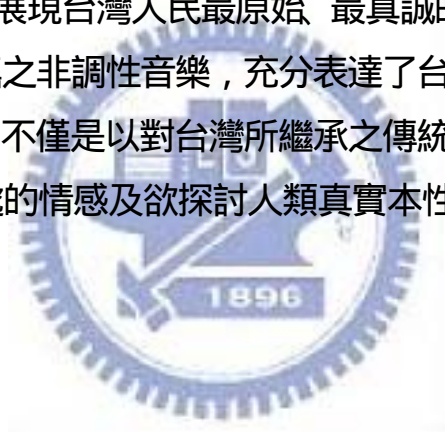 展現台灣人民最原始、最真誠
之非調性音樂，充分表達了台
不僅是以對台灣所繼承之傳統
的情感及欲探討人類真實本性
1896